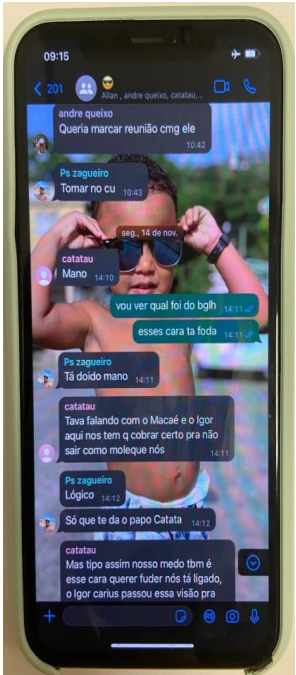 SAMSUNG
09:15
201
😎
Allan , andre queixo, catatau,...
andre queixo
Queria marcar reunião cmg ele
10:42
Ps zagueiro
Tomar no cu 10:43
seg., 14 de nov.
catatau
Mano 14:10
vou ver qual foi do bglh 14:11
esses cara ta foda 14:11
Ps zagueiro
Tá doido mano 14:11
catatau
Tava falando com o Macaé e o Igor
aqui nos tem q cobrar certo pra não
sair como moleque nós 14:11
Ps zagueiro
Lógico 14:12
Só que te da o papo Catata 14:12
catatau
Mas tipo assim nosso medo tbm é
esse cara querer fuder nós tá ligado,
o Igor carius passou essa visão pra